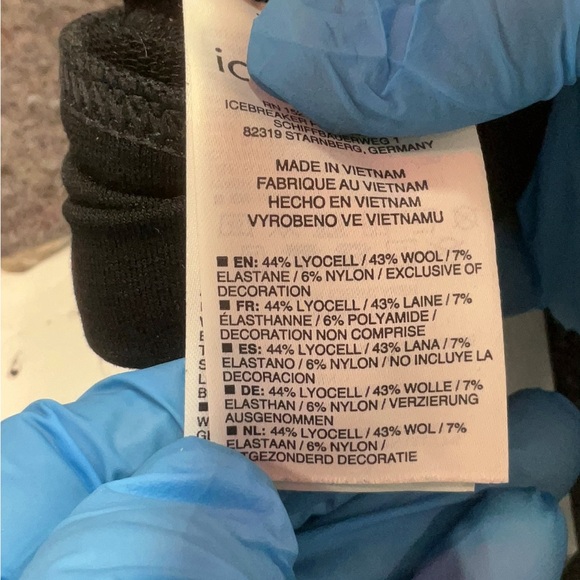 ic
RN 15
ICEBREAKER
SCHIFFBAUERWEG 1
82319 STARNBERG, GERMANY
MADE IN VIETNAM
FABRIQUE AU VIETNAM
HECHO EN VIETNAM
VYROBENO VE VIETNAMU
■ EN: 44% LYOCELL / 43% WOOL / 7%
ELASTANE / 6% NYLON / EXCLUSIVE OF
DECORATION
■ FR: 44% LYOCELL / 43% LAINE / 7%
ÉLASTHANNE / 6% POLYAMIDE /
DECORATION NON COMPRISE
■ ES: 44% LYOCELL / 43% LANA / 7%
ELASTANO / 6% NYLON / NO INCLUYE LA
DECORACION
■ DE: 44% LYOCELL / 43% WOLLE / 7%
ELASTHAN / 6% NYLON / VERZIERUNG
AUSGENOMMEN
■ NL: 44% LYOCELL / 43% WOL / 7%
ELASTAAN / 6% NYLON /
TGEZONDERD DECORATIE